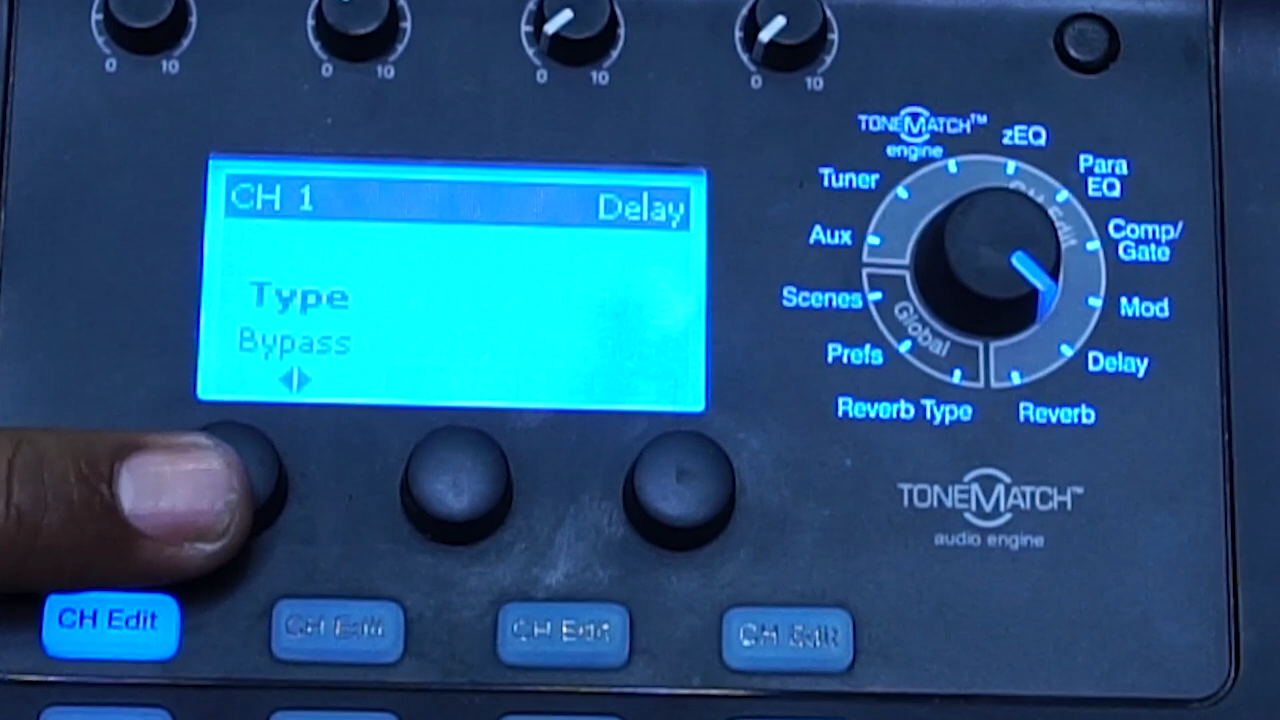 0 10 0 10 0 10 0 10
TONEMATCH™
engine
zEQ
Para
EQ
Tuner
Comp/
Gate
Aux
CH Edit
Scenes
Mod
Global
Prefs
Delay
Reverb Type
Reverb
CH 1 Delay
Type
Bypass
TONEMATCH™
audio engine
CH Edit CH Edit CH Edit CH Edit